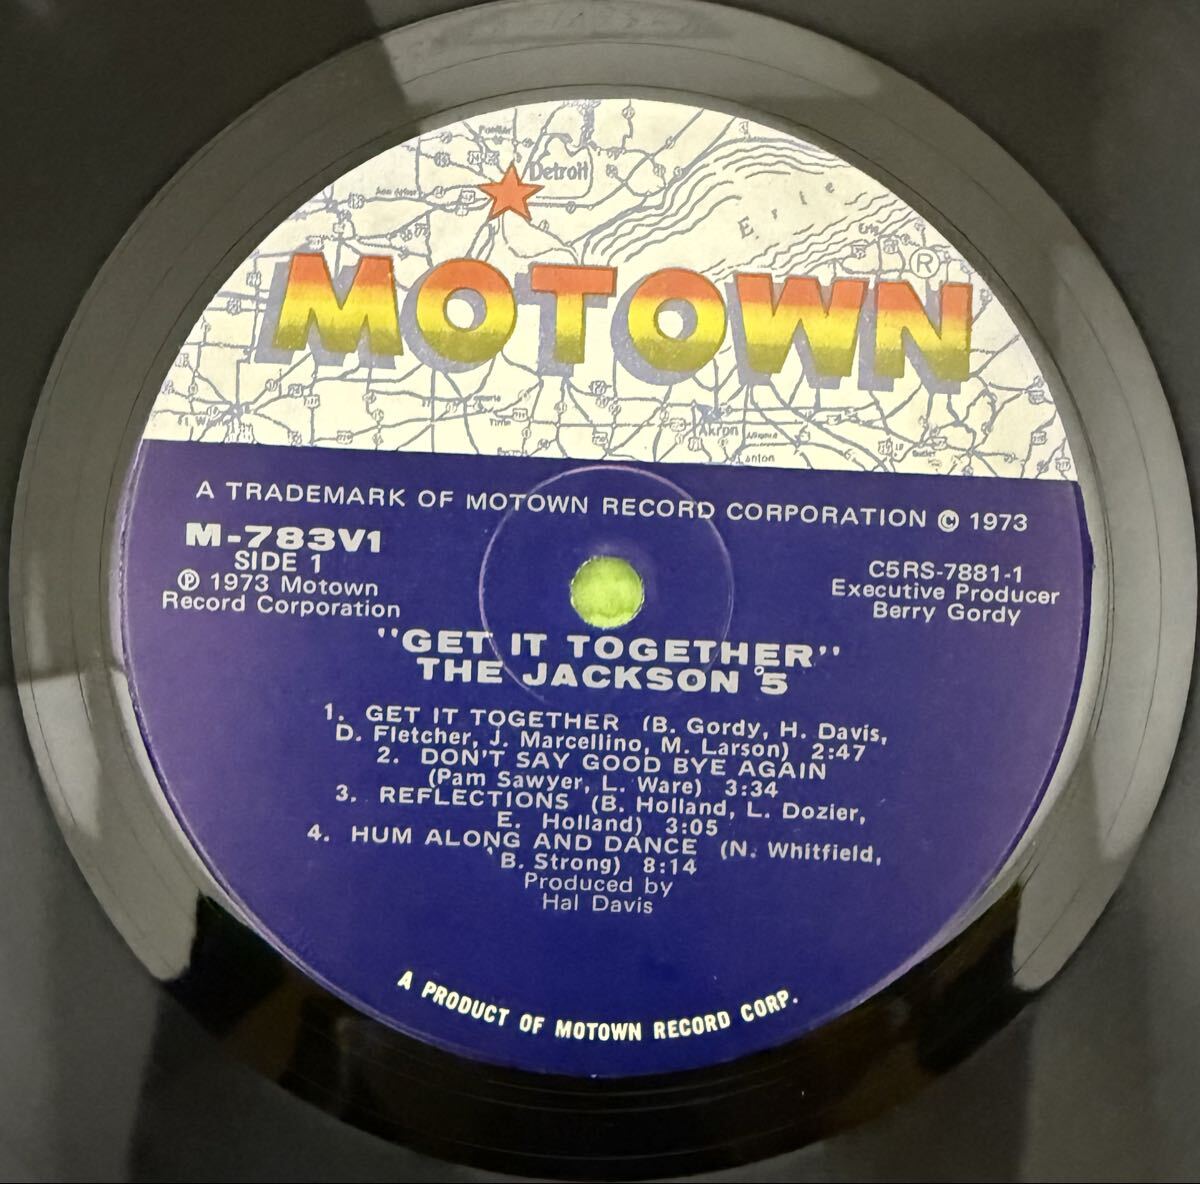 Detroit
Erie
Erie
®
MOTOWN
Akron
A TRADEMARK OF MOTOWN RECORD CORPORATION © 1973
M-783V1
SIDE 1
℗ 1973 Motown
Record Corporation
C5RS-7881-1
Executive Producer
Berry Gordy
"GET IT TOGETHER"
THE JACKSON 5
1. GET IT TOGETHER (B. Gordy, H. Davis,
D. Fletcher, J. Marcellino, M. Larson) 2:47
2. DON'T SAY GOOD BYE AGAIN
(Pam Sawyer, L. Ware) 3:34
3. REFLECTIONS (B. Holland, L. Dozier,
E. Holland) 3:05
4. HUM ALONG AND DANCE (N. Whitfield,
B. Strong) 8:14
Produced by
Hal Davis
A PRODUCT OF MOTOWN RECORD CORP.